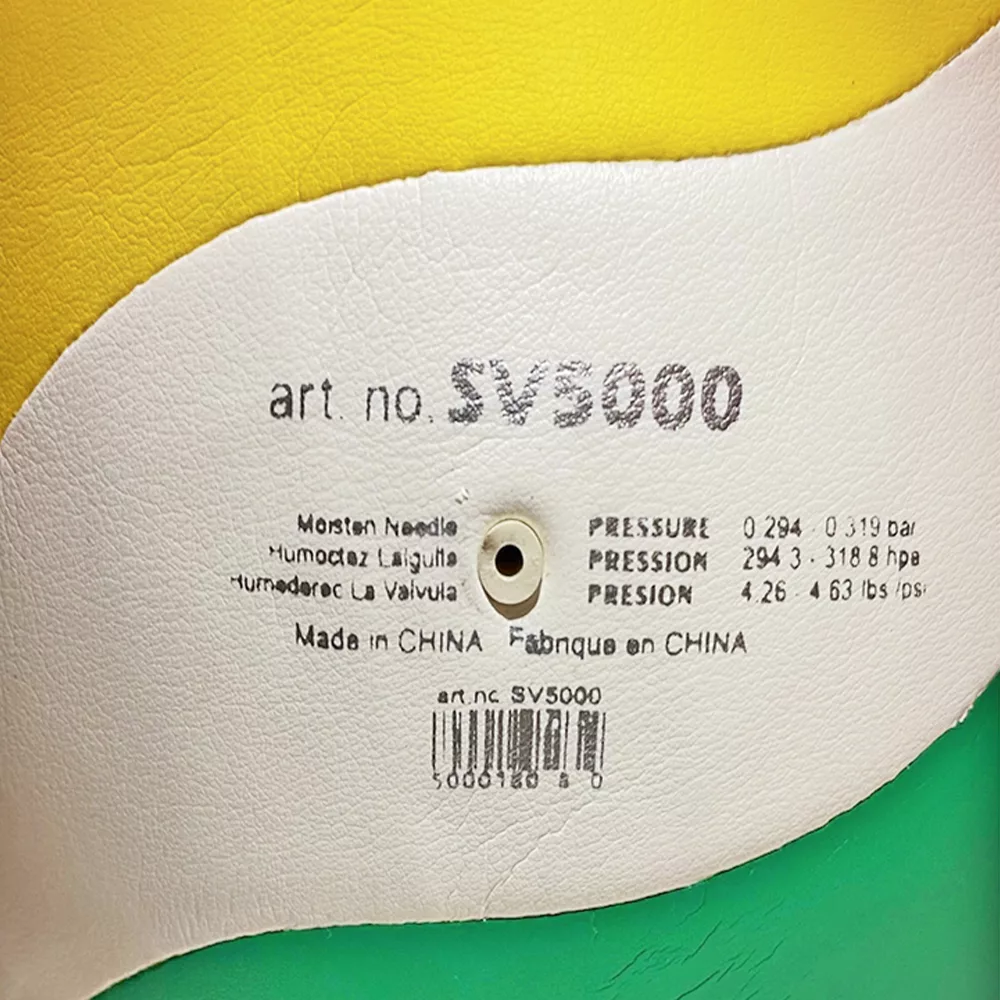 art. no. SV5000
Moisten Needle
Humectez L'aiguille
Humedezca La Valvula
PRESSURE 0.294 - 0.319 bar
PRESSION 294.3 - 318.8 hpa
PRESION 4.26 - 4.63 lbs /psi
Made in CHINA Fabrique en CHINA
art.no. SV5000